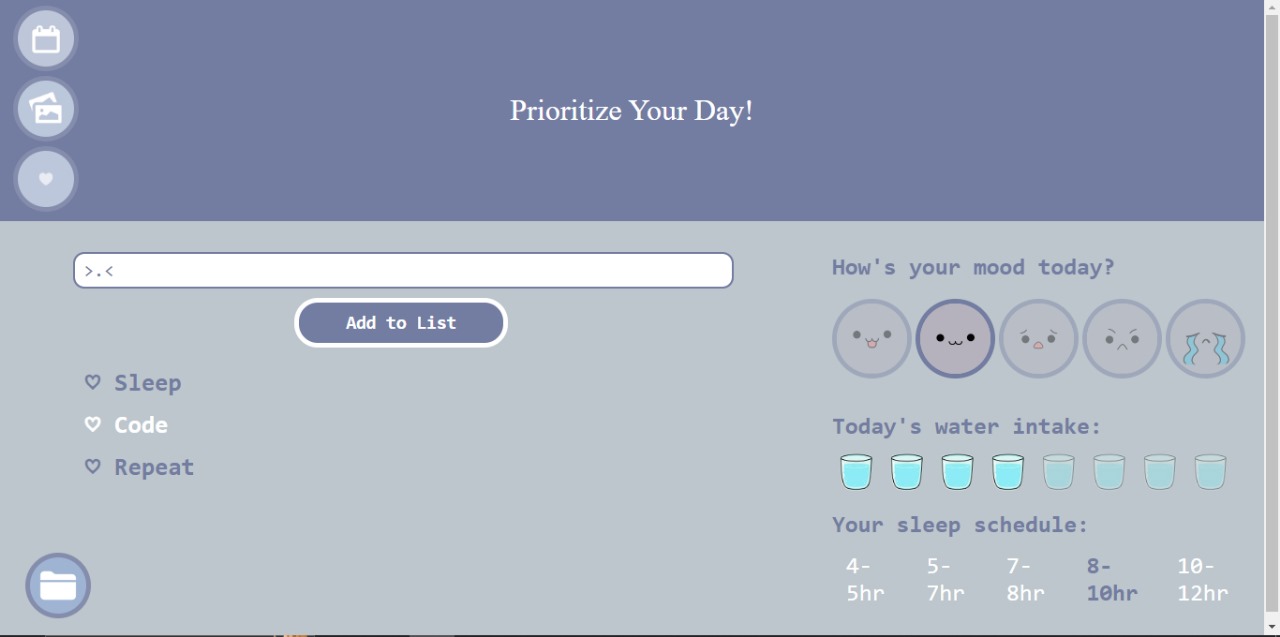 Prioritize Your Day!
>.<
Add to List
Sleep
Code
Repeat
How's your mood today?
Today's water intake:
Your sleep schedule:
4-
5hr
5-
7hr
7-
8hr
8-
10hr
10-
12hr